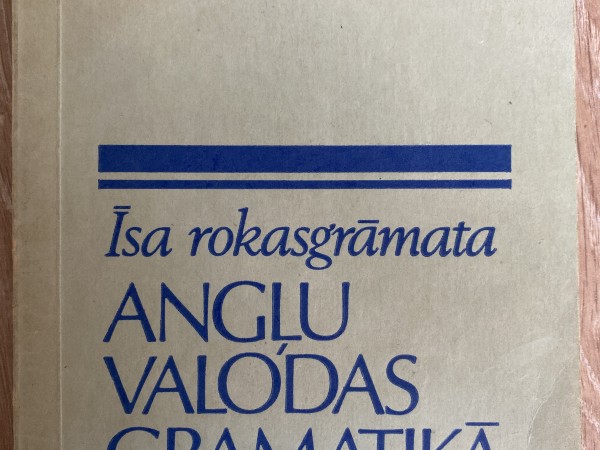 Īsa rokasgrāmata
ANGĻU
VALODAS
GRAMATIKĀ